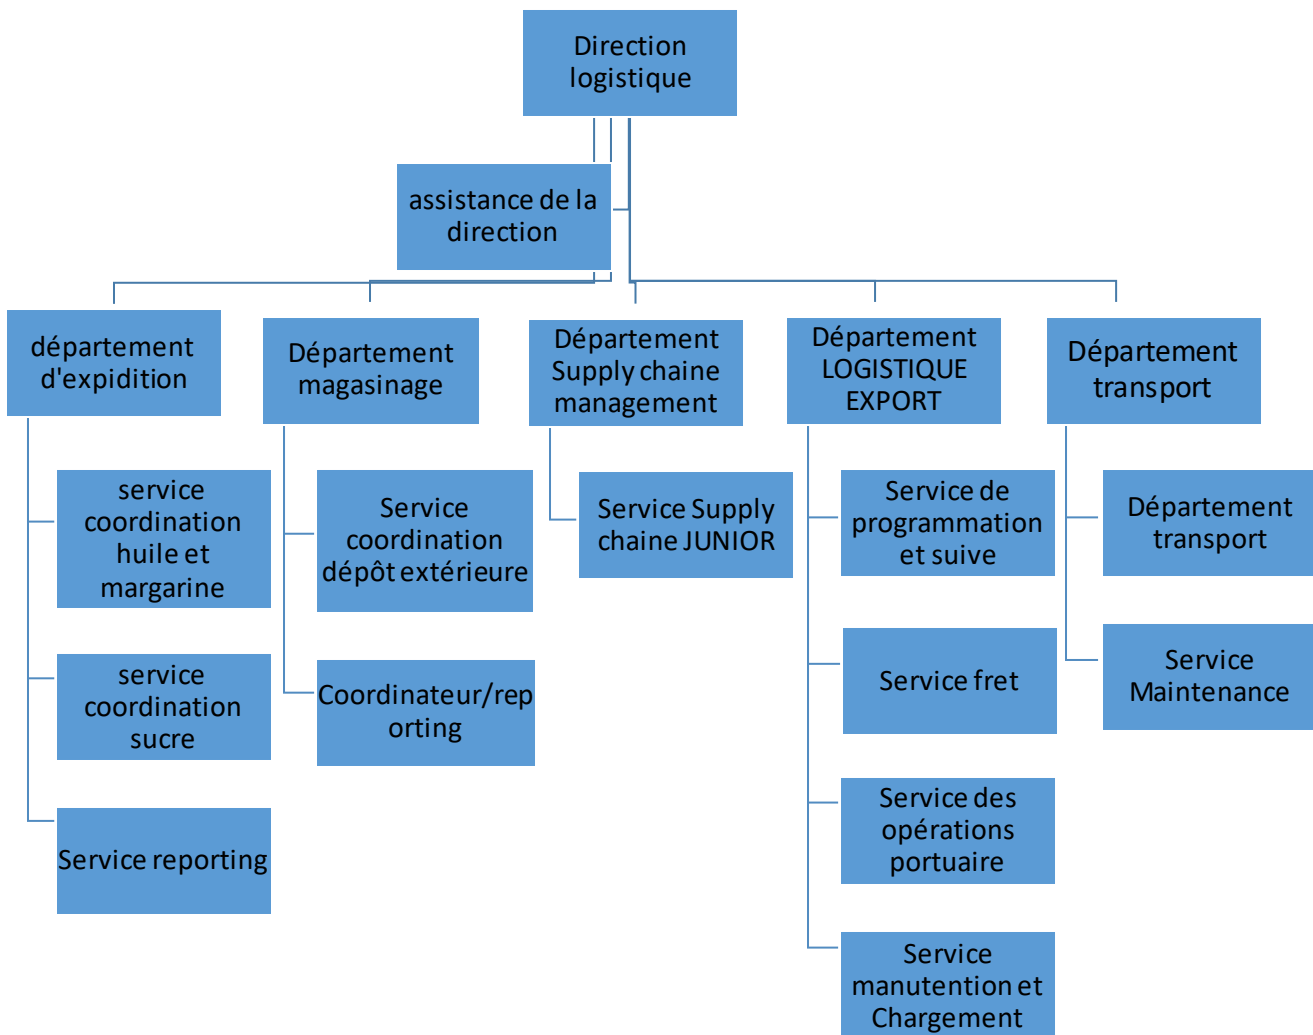 Direction
logistique
assistance de la
direction
département
d'expidition
Département
magasinage
Département
Supply chaine
management
Département
LOGISTIQUE
EXPORT
Département
transport
service
coordination
huile et
margarine
service
coordination
sucre
Service reporting
Service
coordination
dépôt extérieure
Coordinateur/rep
orting
Service Supply
chaine JUNIOR
Service de
programmation
et suive
Service fret
Service des
opérations
portuaire
Service
manutention et
Chargement
Département
transport
Service
Maintenance